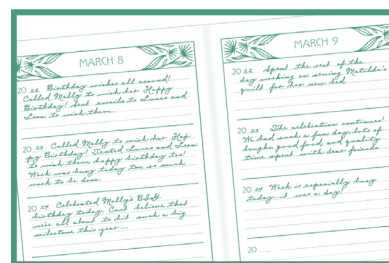 MARCH 8
20 22 Birthday wishes all around!
Called Molly to wish her Happy
Birthday! Sent emails to Lucas and
Leow to wish them.
20 23 Called Molly to wish her Hap-
py Birthday! Texted Lucas and
to wish them happy birthday too!
Work was busy today too so much
work to be done.
20 24 Celebrated Molly's B
birthday today. Can't believe that
we're all about to hit such a big
milestone this year...
MARCH 9
20 22 Spent the rest of the
day working on sewing Matilda's
quilt for her new bed.
20 23 The celebration continues!
We had such a fun day, lots of
laughs, good food, and quality
time spent with dear friends.
20 24 Work is especially busy
today...it was a day!
20